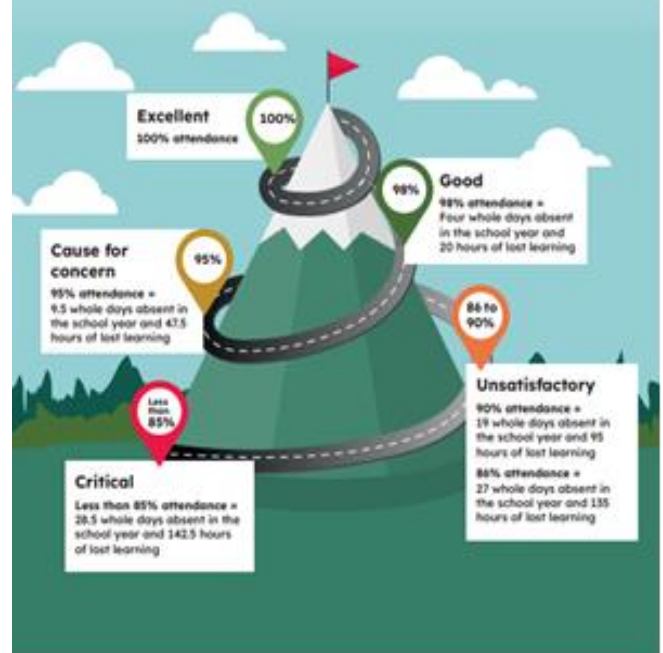 Excellent
100% attendance
100%
98%
Good
98% attendance =
Four whole days absent
in the school year and
20 hours of lost learning
Cause for
concern
95% attendance =
9.5 whole days absent in
the school year and 47.5
hours of lost learning
95%
86 to
90%
Unsatisfactory
90% attendance =
19 whole days absent in
the school year and 95
hours of lost learning
86% attendance =
27 whole days absent in
the school year and 135
hours of lost learning
Less
than
85%
Critical
Less than 85% attendance =
28.5 whole days absent in the
school year and 142.5 hours
of lost learning